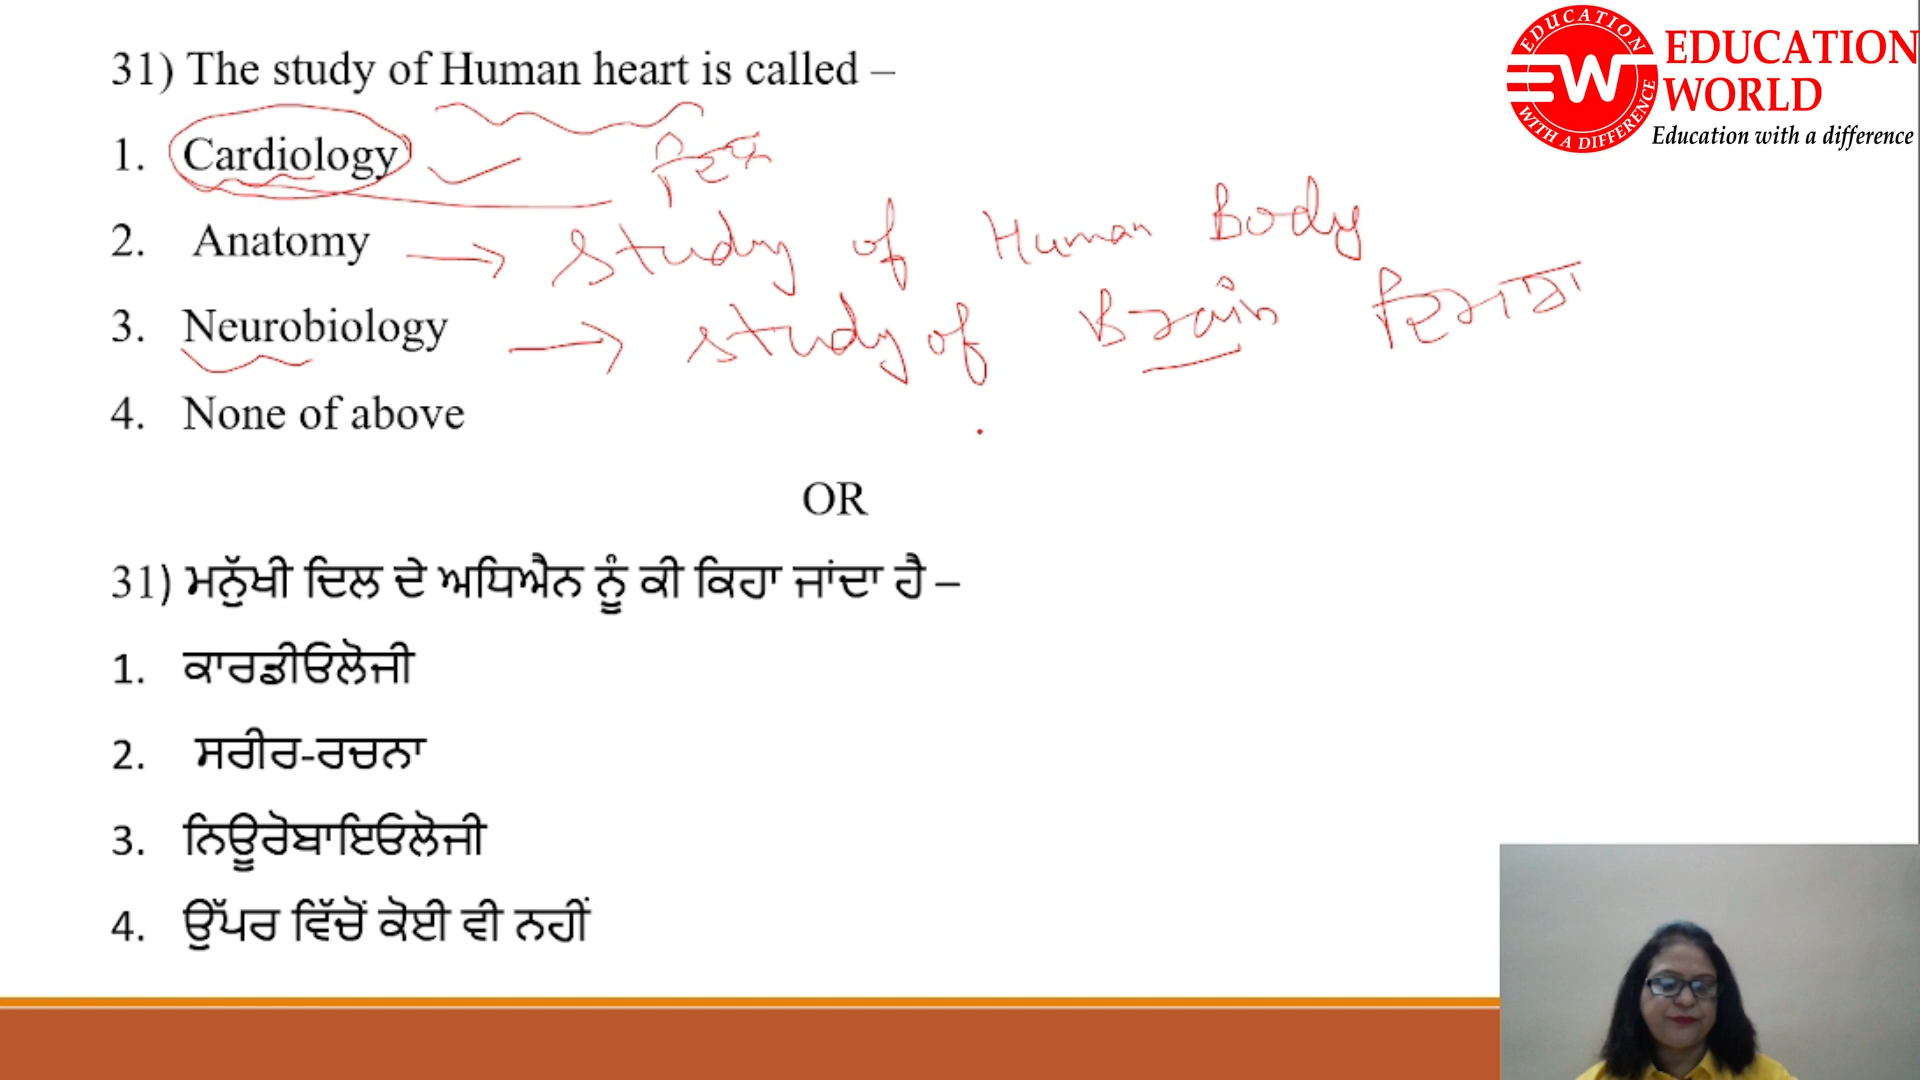 31) The study of Human heart is called –
1. Cardiology ਦਿਲ
2. Anatomy → Study of Human Body
3. Neurobiology → study of Brain ਦਿਮਾਗ
4. None of above
OR
31) ਮਨੁੱਖੀ ਦਿਲ ਦੇ ਅਧਿਐਨ ਨੂੰ ਕੀ ਕਿਹਾ ਜਾਂਦਾ ਹੈ –
1. ਕਾਰਡੀਓਲੋਜੀ
2. ਸਰੀਰ-ਰਚਨਾ
3. ਨਿਊਰੋਬਾਇਓਲੋਜੀ
4. ਉੱਪਰ ਵਿੱਚੋਂ ਕੋਈ ਵੀ ਨਹੀਂ
EDUCATION
WITH A DIFFERENCE
EW
EDUCATION
WORLD
Education with a difference